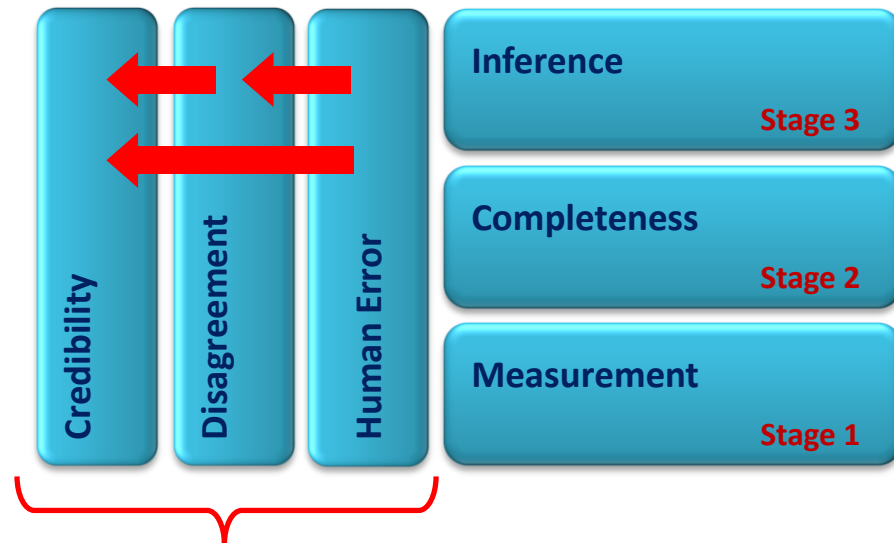 Credibility
Disagreement
Human Error
Inference
Stage 3
Completeness
Stage 2
Measurement
Stage 1